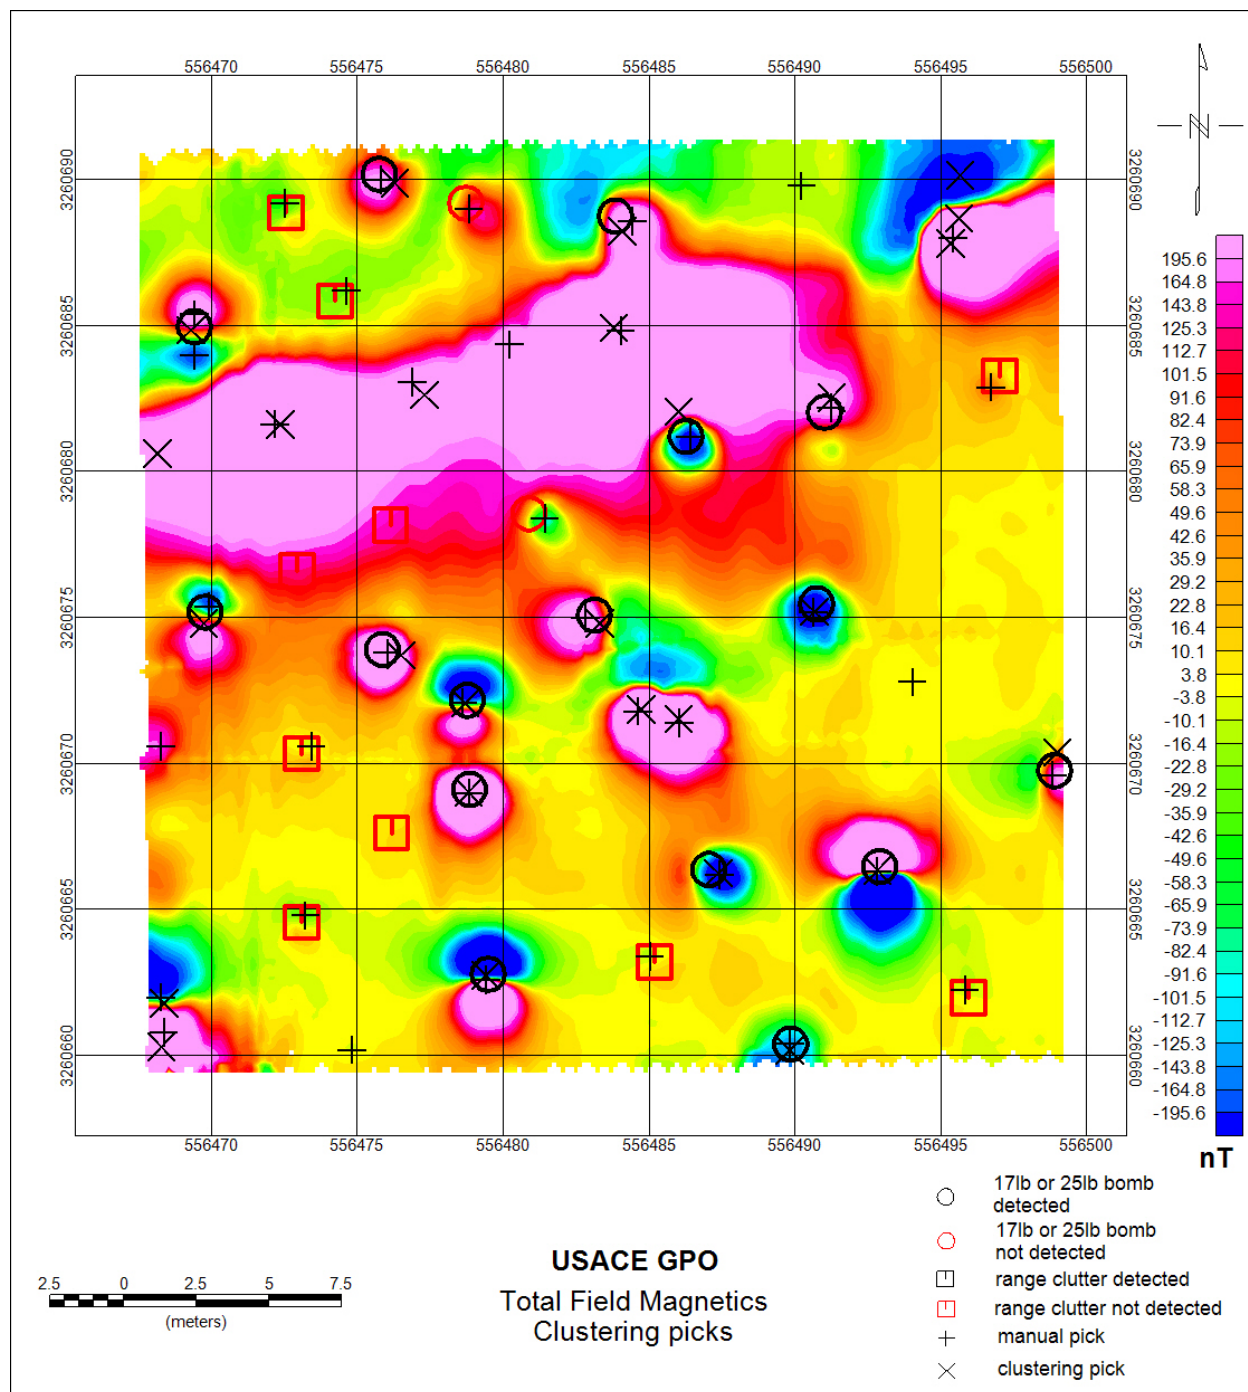 556470 556475 556480 556485 556490 556495 556500
N
3260690 3260690
3260685 3260685
3260680 3260680
3260675 3260675
3260670 3260670
3260665 3260665
3260660 3260660
195.6
164.8
143.8
125.3
112.7
101.5
91.6
82.4
73.9
65.9
58.3
49.6
42.6
35.9
29.2
22.8
16.4
10.1
3.8
-3.8
-10.1
-16.4
-22.8
-29.2
-35.9
-42.6
-49.6
-58.3
-73.9
-82.4
-91.6
-101.5
-112.7
-125.3
-143.8
-164.8
-195.6
nT
556470 556475 556480 556485 556490 556495 556500
17lb or 25lb bomb
detected
17lb or 25lb bomb
not detected
range clutter detected
range clutter not detected
manual pick
clustering pick
2.5 0 2.5 5 7.5
(meters)
USACE GPO
Total Field Magnetics
Clustering picks